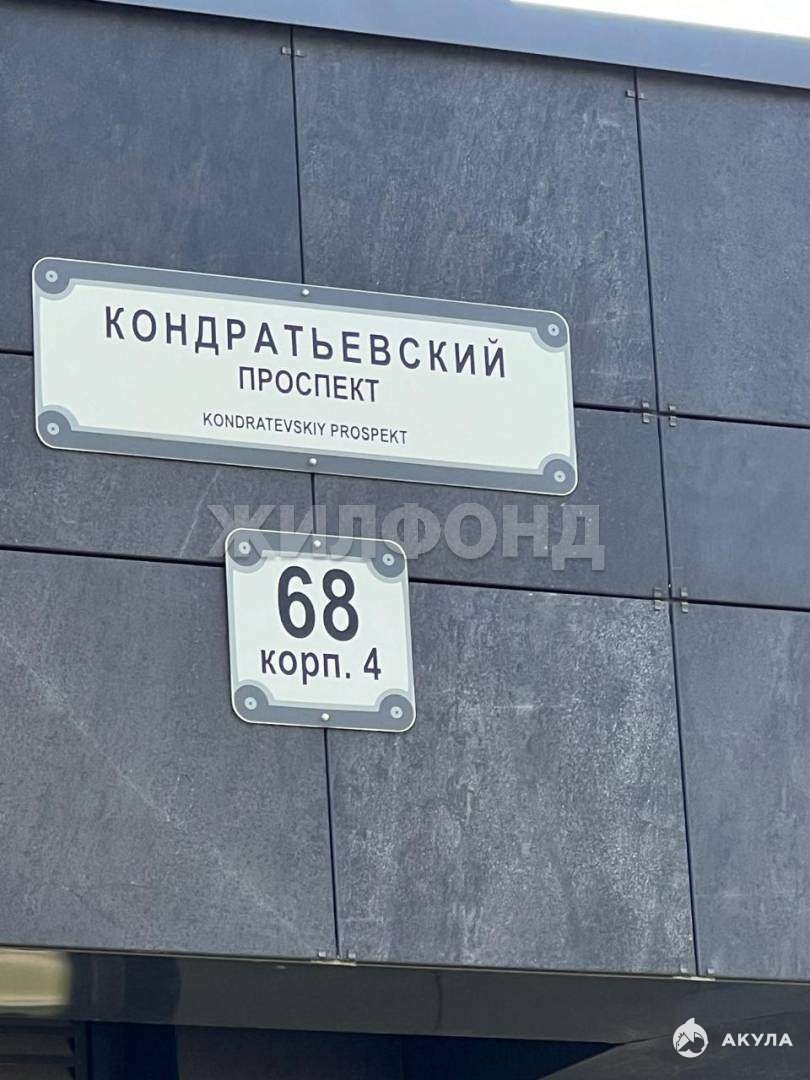 КОНДРАТЬЕВСКИЙ
ПРОСПЕКТ
KONDRATEVSKIY PROSPEKT
ЖИЛФОНД
68
корп. 4
АКУЛА